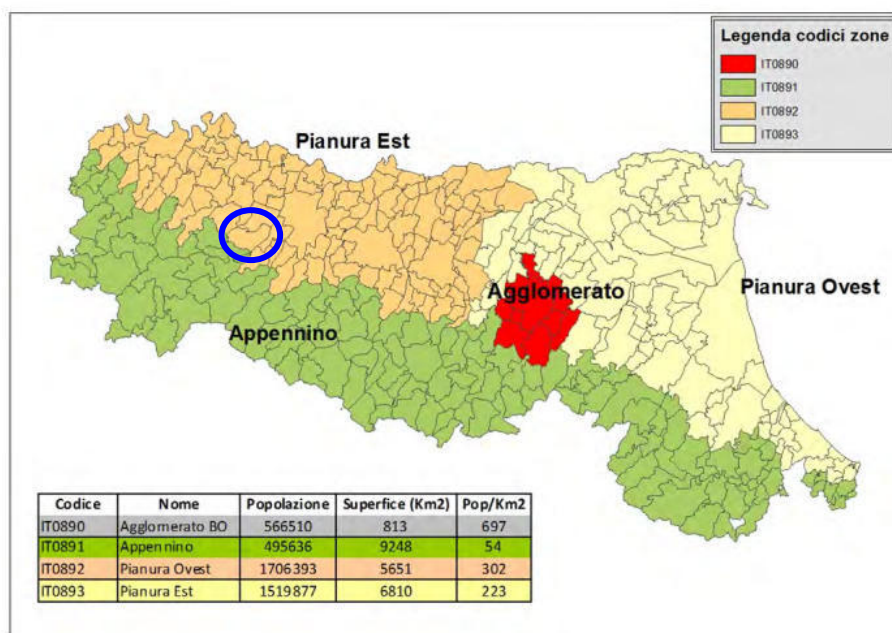 Legenda codici zone
IT0890
IT0891
IT0892
IT0893
Pianura Est
Agglomerato
Pianura Ovest
Appennino
Codice Nome Popolazione Superfice (Km2) Pop/Km2
IT0890 Agglomerato BO 566510 813 697
IT0891 Appennino 495636 9248 54
IT0892 Pianura Ovest 1706393 5651 302
IT0893 Pianura Est 1519877 6810 223